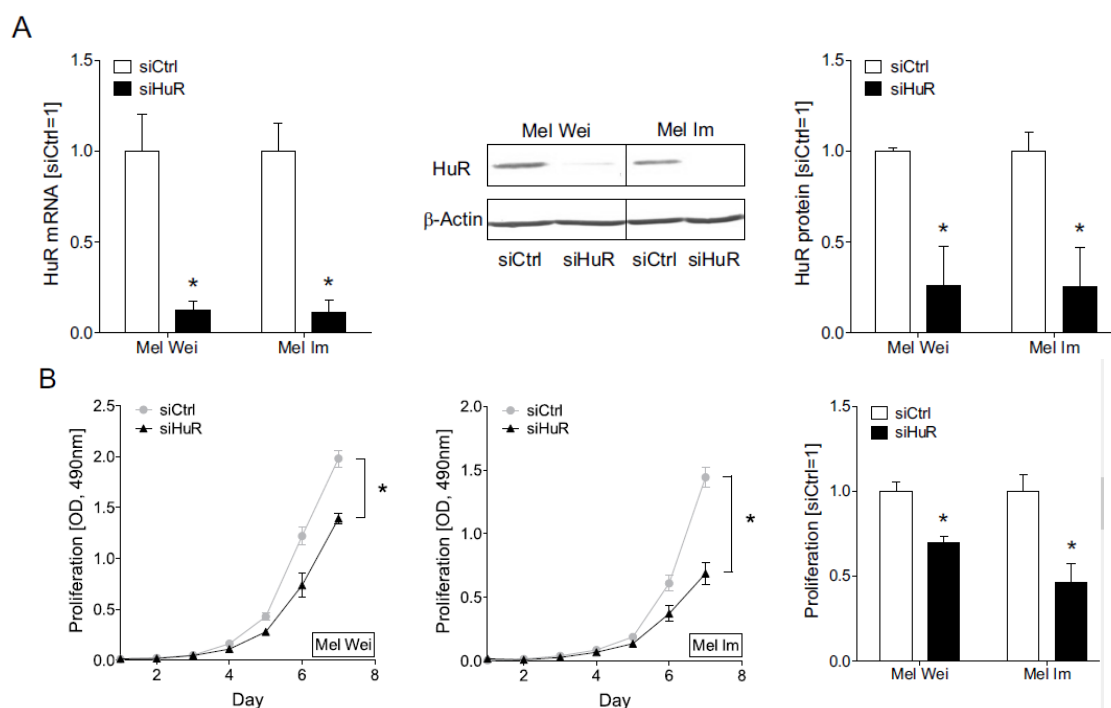 A
HuR mRNA [siCtrl=1]
1.5
1.0
0.5
0.0
siCtrl
siHuR
*
*
Mel Wei
Mel Im
Mel Wei
Mel Im
HuR
β-Actin
siCtrl
siHuR
siCtrl
siHuR
HuR protein [siCtrl=1]
1.5
1.0
0.5
0.0
siCtrl
siHuR
*
*
Mel Wei
Mel Im
B
Proliferation [OD, 490nm]
2.5
2.0
1.5
1.0
0.5
0.0
siCtrl
siHuR
*
Mel Wei
2
4
6
8
Day
Proliferation [OD, 490nm]
2.0
1.5
1.0
0.5
0.0
siCtrl
siHuR
*
Mel Im
2
4
6
8
Day
Proliferation [siCtrl=1]
1.5
1.0
0.5
0.0
siCtrl
siHuR
*
*
Mel Wei
Mel Im